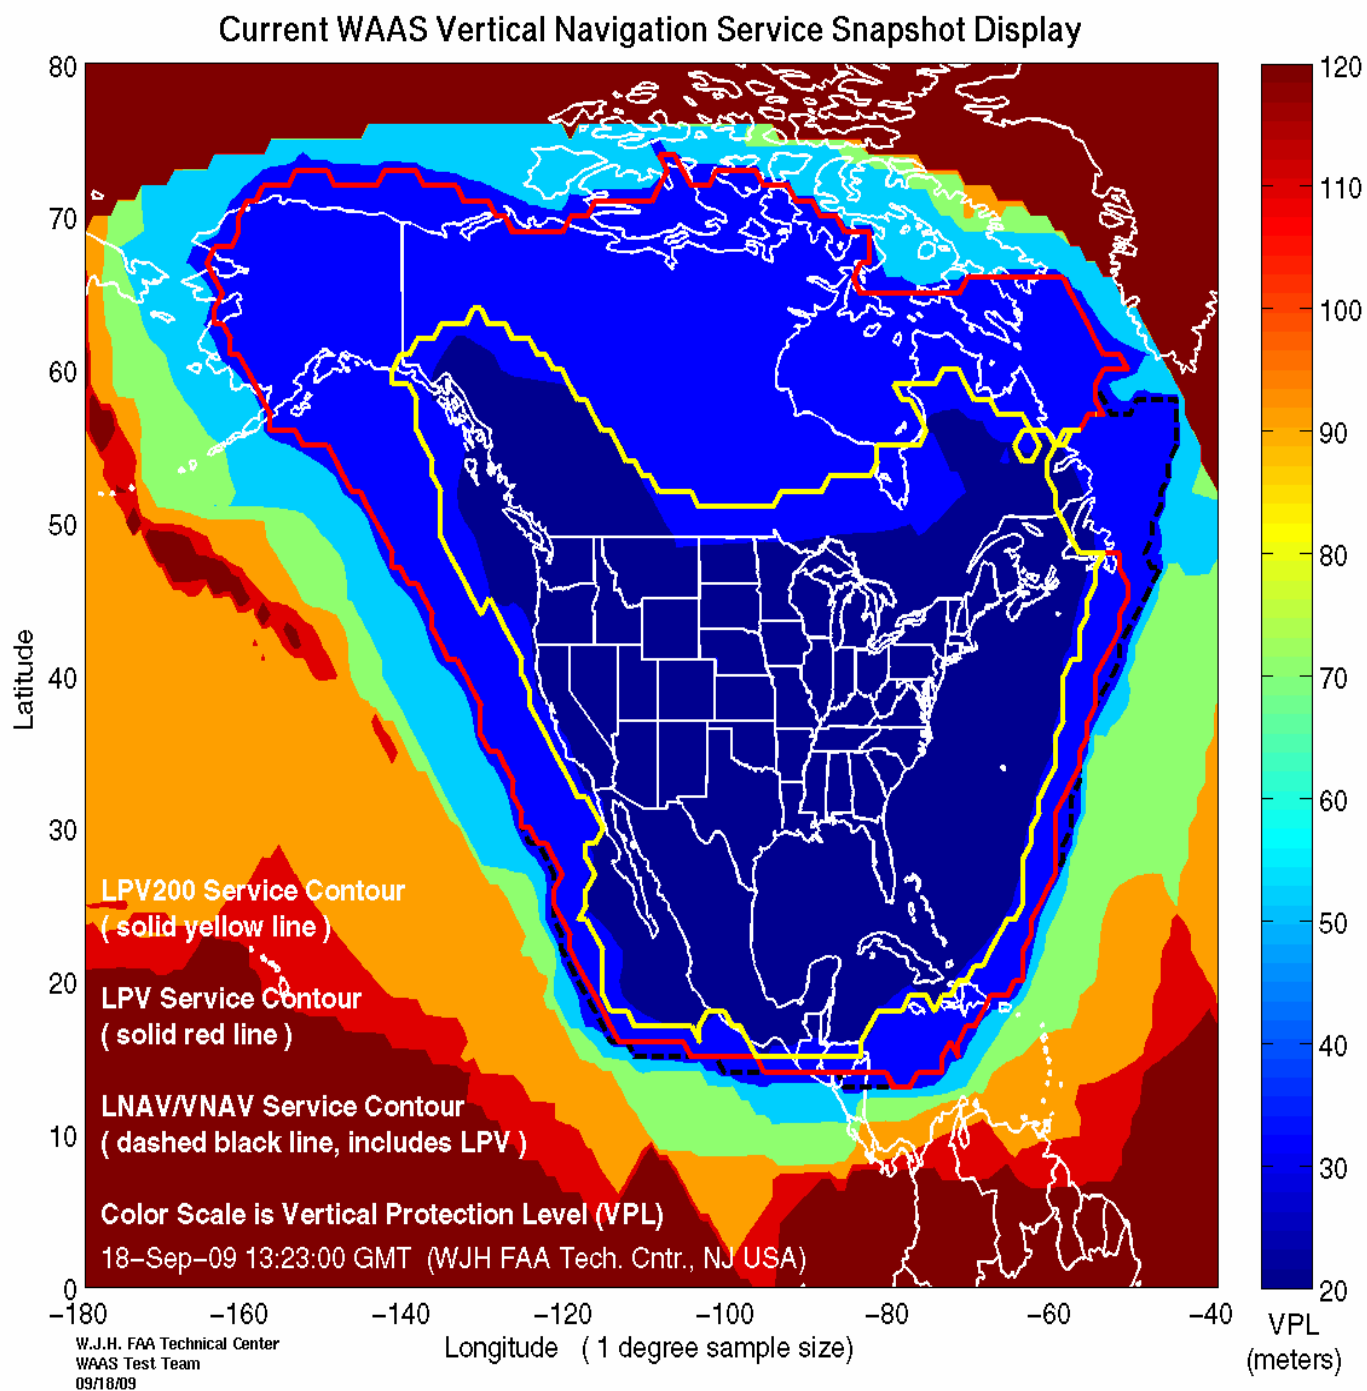 Current WAAS Vertical Navigation Service Snapshot Display
80
70
60
50
40
30
20
10
0
Latitude
LPV200 Service Contour
( solid yellow line )
LPV Service Contour
( solid red line )
LNAV/VNAV Service Contour
( dashed black line, includes LPV )
Color Scale is Vertical Protection Level (VPL)
18-Sep-09 13:23:00 GMT (WJH FAA Tech. Cntr., NJ USA)
-180 -160 -140 -120 -100 -80 -60 -40
Longitude ( 1 degree sample size)
W.J.H. FAA Technical Center
WAAS Test Team
09/18/09
120
110
100
90
80
70
60
50
40
30
20
VPL
(meters)